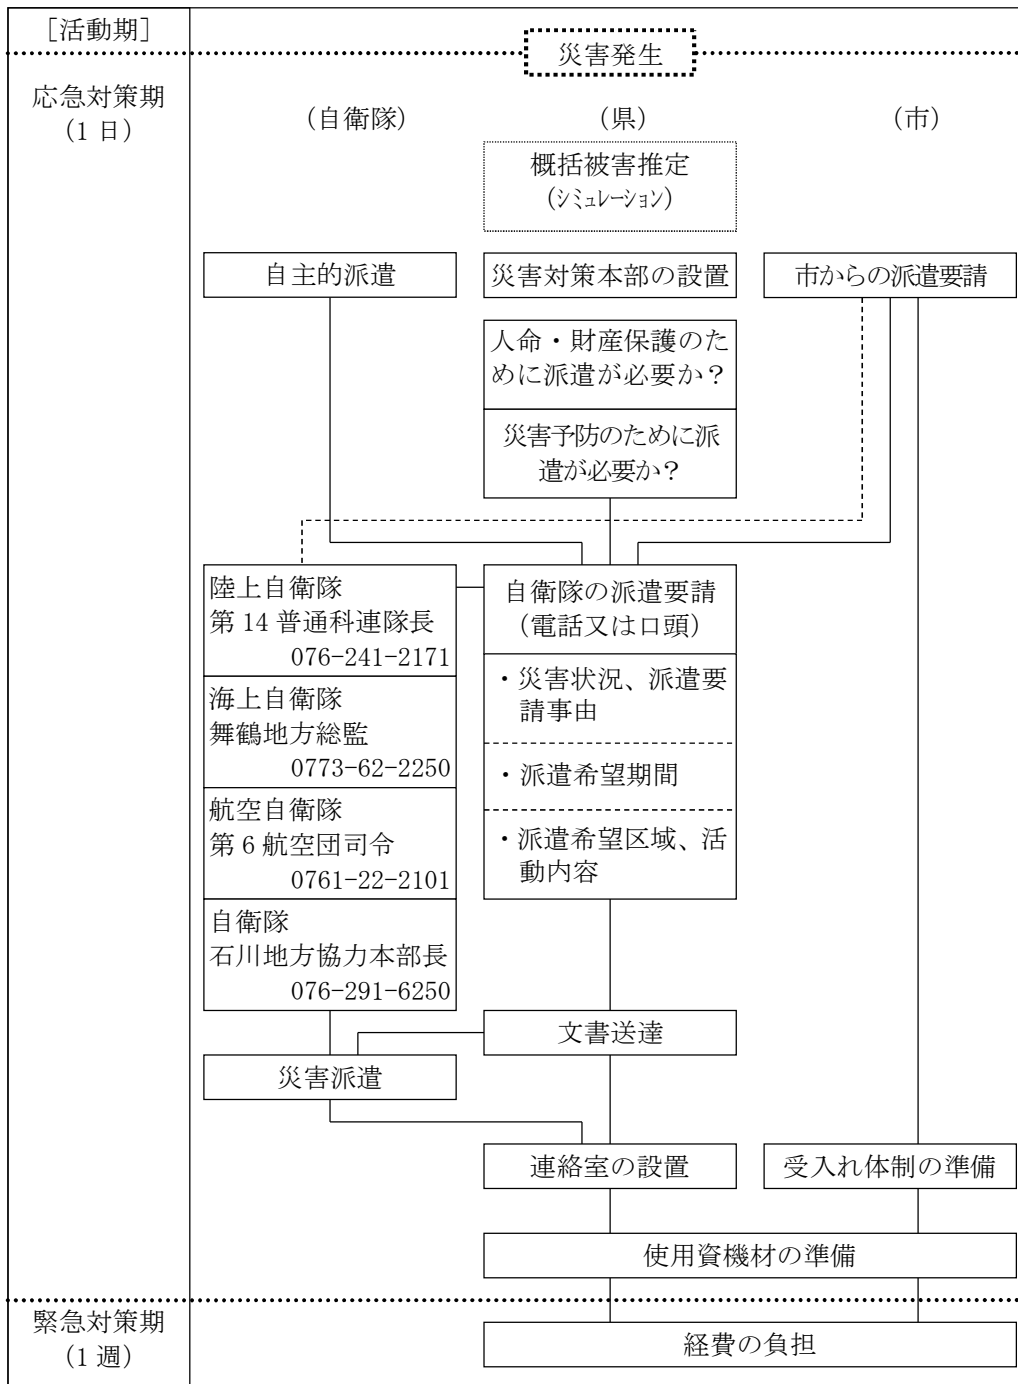 ［活動期］
災害発生
応急対策期
（1 日）
（自衛隊）
（県）
（市）
概括被害推定
（ｼﾐｭﾚｰｼｮﾝ）
自主的派遣
災害対策本部の設置
市からの派遣要請
人命・財産保護のた
めに派遣が必要か？
災害予防のために派
遣が必要か？
陸上自衛隊
第 14 普通科連隊長
076-241-2171
海上自衛隊
舞鶴地方総監
0773-62-2250
航空自衛隊
第 6 航空団司令
0761-22-2101
自衛隊
石川地方協力本部長
076-291-6250
自衛隊の派遣要請
（電話又は口頭）
・災害状況、派遣要
請事由
・派遣希望期間
・派遣希望区域、活
動内容
文書送達
災害派遣
連絡室の設置
受入れ体制の準備
使用資機材の準備
緊急対策期
（1 週）
経費の負担